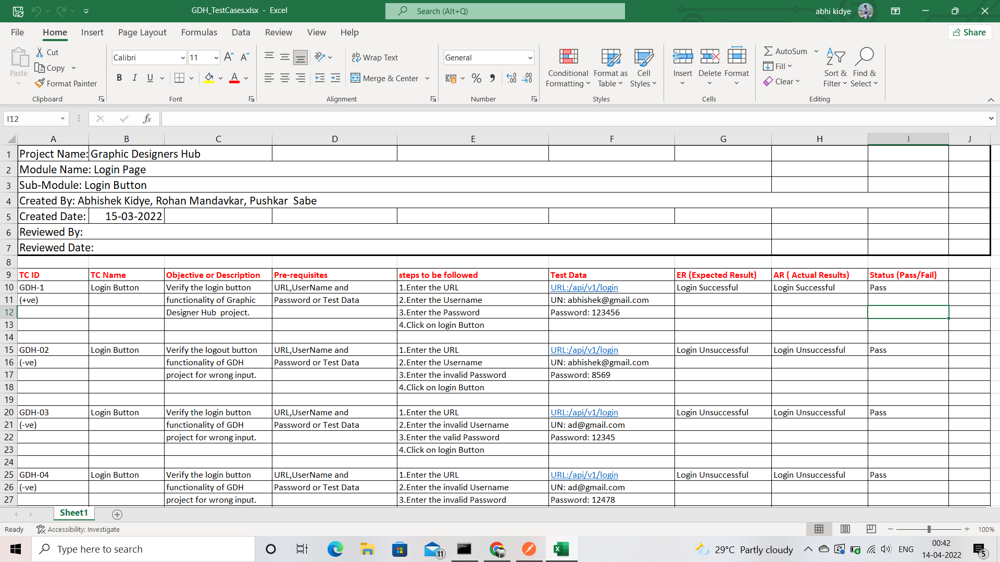 GDH_TestCases.xlsx - Excel
Search (Alt+Q)
abhi kidye
File Home Insert Page Layout Formulas Data Review View Help
Share
Paste
Cut
Copy
Format Painter
Clipboard
Calibri 11
B I U
Font
Wrap Text
Merge & Center
Alignment
General
Number
Conditional Formatting
Format as Table
Cell Styles
Styles
Insert Delete Format
Cells
AutoSum
Fill
Clear
Sort & Filter
Find & Select
Editing
I12
fx
A B C D E F G H I J
1 Project Name: Graphic Designers Hub
2 Module Name: Login Page
3 Sub-Module: Login Button
4 Created By: Abhishek Kidye, Rohan Mandavkar, Pushkar  Sabe
5 Created Date: 15-03-2022
6 Reviewed By:
7 Reviewed Date:
8
9 TC ID TC Name Objective or Description Pre-requisites steps to be followed Test Data ER (Expected Result) AR ( Actual Results) Status (Pass/Fail)
10 GDH-1 Login Button Verify the login button URL,UserName and 1.Enter the URL URL:/api/v1/login Login Successful Login Successful Pass
11 (+ve) functionality of Graphic Password or Test Data 2.Enter the Username UN: abhishek@gmail.com
12 Designer Hub  project. 3.Enter the Password Password: 123456
13 4.Click on login Button
14
15 GDH-02 Login Button Verify the logout button URL,UserName and 1.Enter the URL URL:/api/v1/login Login Unsuccessful Login Unsuccessful Pass
16 (-ve) functionality of GDH Password or Test Data 2.Enter the Username UN: abhishek@gmail.com
17 project for wrong input. 3.Enter the invalid Password Password: 8569
18 4.Click on login Button
19
20 GDH-03 Login Button Verify the login button URL,UserName and 1.Enter the URL URL:/api/v1/login Login Unsuccessful Login Unsuccessful Pass
21 (-ve) functionality of GDH Password or Test Data 2.Enter the invalid Username UN: ad@gmail.com
22 project for wrong input. 3.Enter the valid Password Password: 12345
23 4.Click on login Button
24
25 GDH-04 Login Button Verify the login button URL,UserName and 1.Enter the URL URL:/api/v1/login Login Unsuccessful Login Unsuccessful Pass
26 (-ve) functionality of GDH Password or Test Data 2.Enter the invalid Username UN: ad@gmail.com
27 project for wrong input. 3.Enter the invalid Password Password: 12478
Sheet1
Ready
Accessibility: Investigate
100%
Type here to search
11
29°C Partly cloudy
ENG
00:42
14-04-2022
5